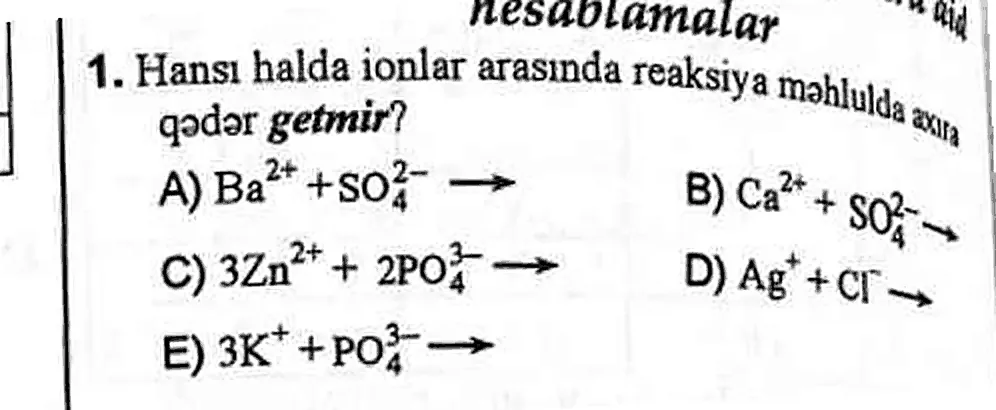 hesablamalar
aid
1. Hansı halda ionlar arasında reaksiya məhlulda axıra
qədər getmir?
A) Ba²⁺ + SO₄²⁻ → B) Ca²⁺ + SO₄²⁻ →
C) 3Zn²⁺ + 2PO₄³⁻ → D) Ag⁺ + Cl⁻ →
E) 3K⁺ + PO₄³⁻ →